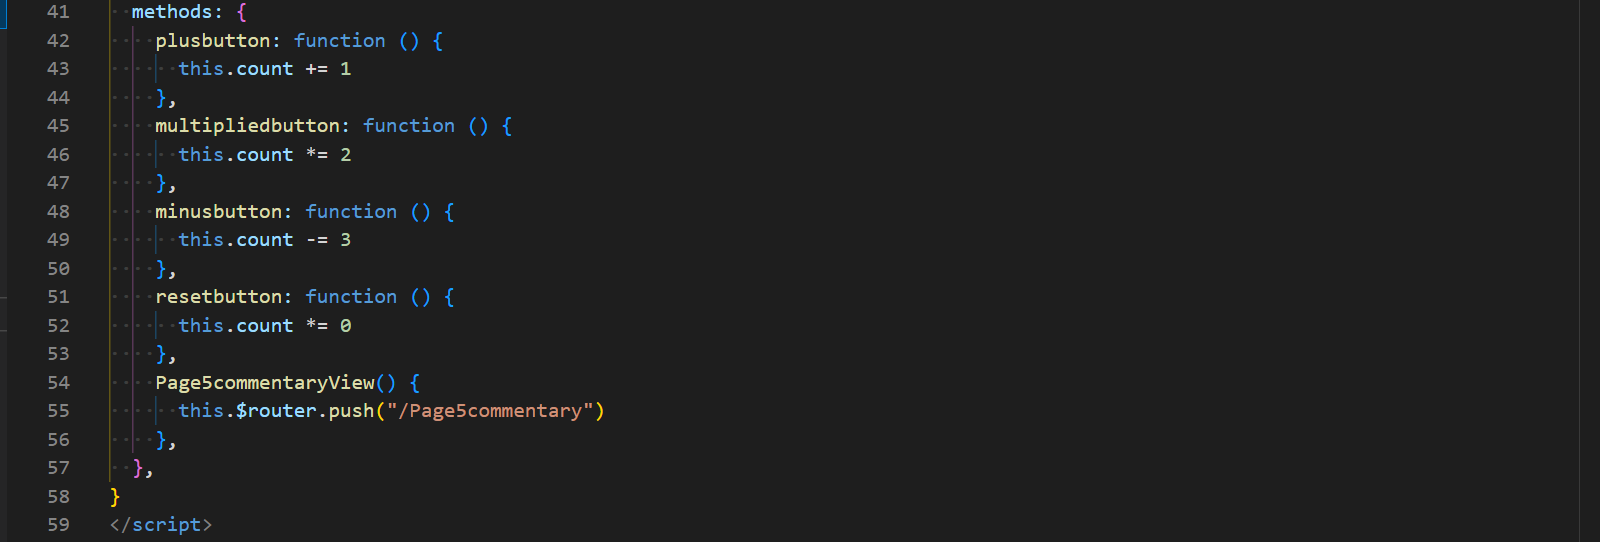 41 methods: {
42 plusbutton: function () {
43 this.count += 1
44 },
45 multipliedbutton: function () {
46 this.count *= 2
47 },
48 minusbutton: function () {
49 this.count -= 3
50 },
51 resetbutton: function () {
52 this.count *= 0
53 },
54 Page5commentaryView() {
55 this.$router.push("/Page5commentary")
56 },
57 },
58 }
59 </script>